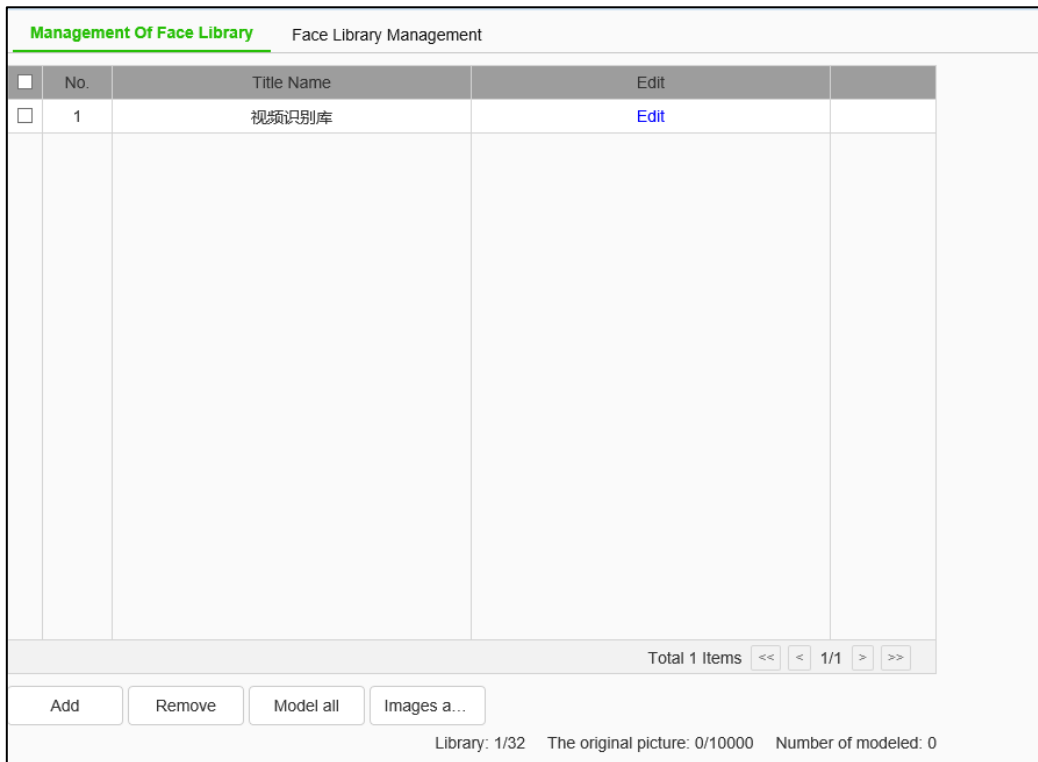 Management Of Face Library Face Library Management
No. Title Name Edit
1 视频识别库 Edit
Total 1 Items << < 1/1 > >>
Add Remove Model all Images a...
Library: 1/32 The original picture: 0/10000 Number of modeled: 0